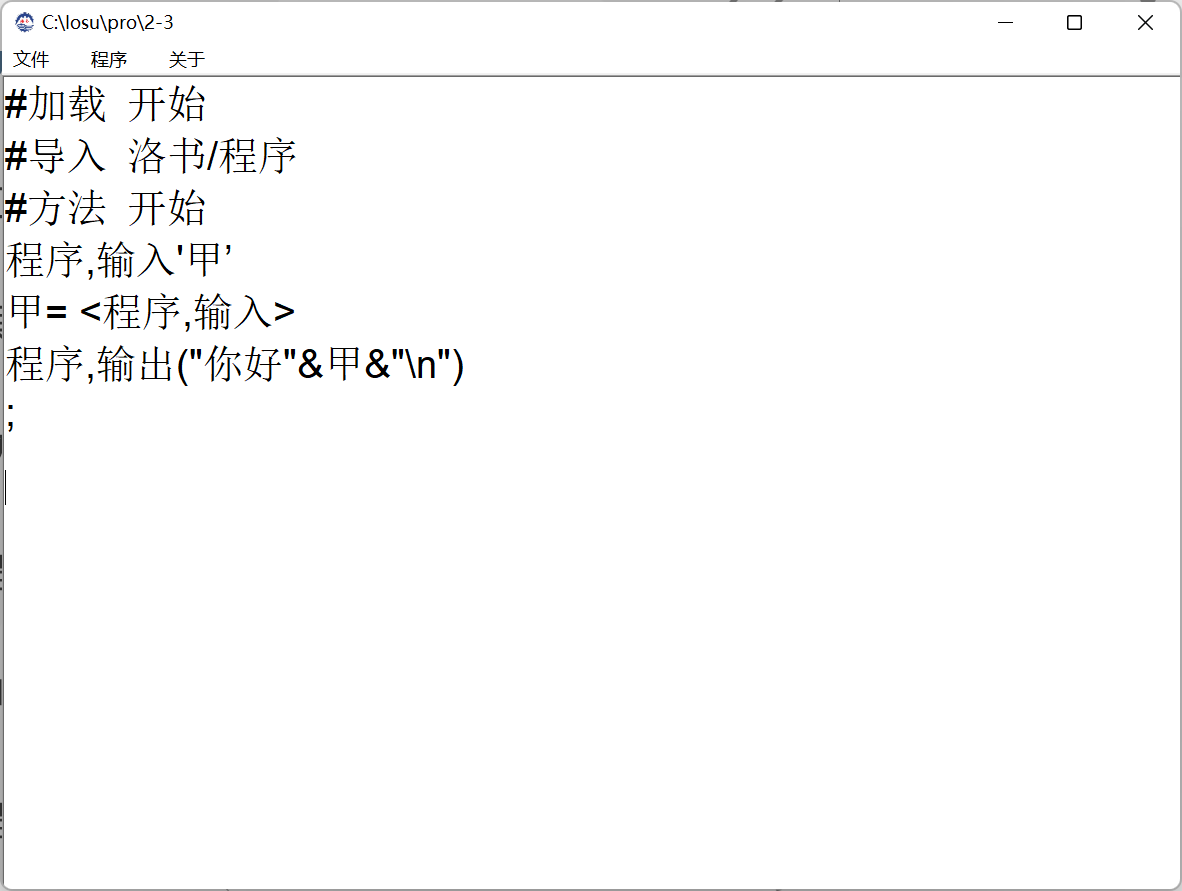 C:\losu\pro\2-3
文件 程序 关于
#加载 开始
#导入 洛书/程序
#方法 开始
程序,输入'甲’
甲= <程序,输入>
程序,输出("你好"&甲&"\n")
;